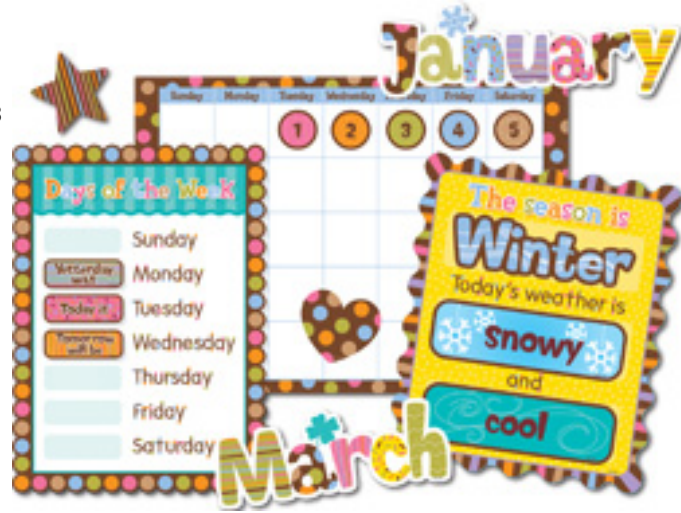 January
Sunday Monday Tuesday Wednesday Friday Saturday
1 2 3 4 5
Days of the Week
Sunday
Yesterday was Monday
Today is Tuesday
Tomorrow will be Wednesday
Thursday
Friday
Saturday
The season is
Winter
Today's weather is
snowy
and
cool
March